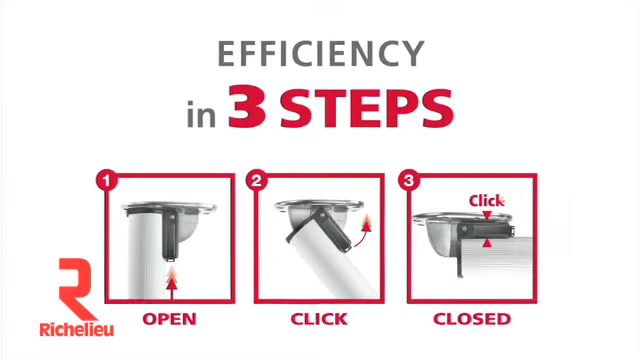 EFFICIENCY
in 3 STEPS
1
2
3
Click
OPEN
CLICK
CLOSED
R
Richelieu